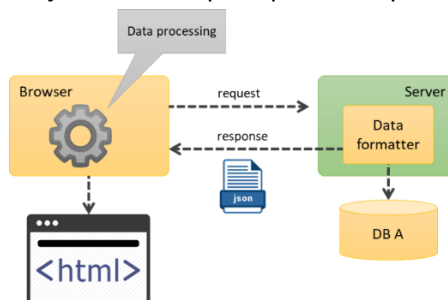 Data processing
Browser
request
Server
response
Data
formatter
json
DB A
<html>